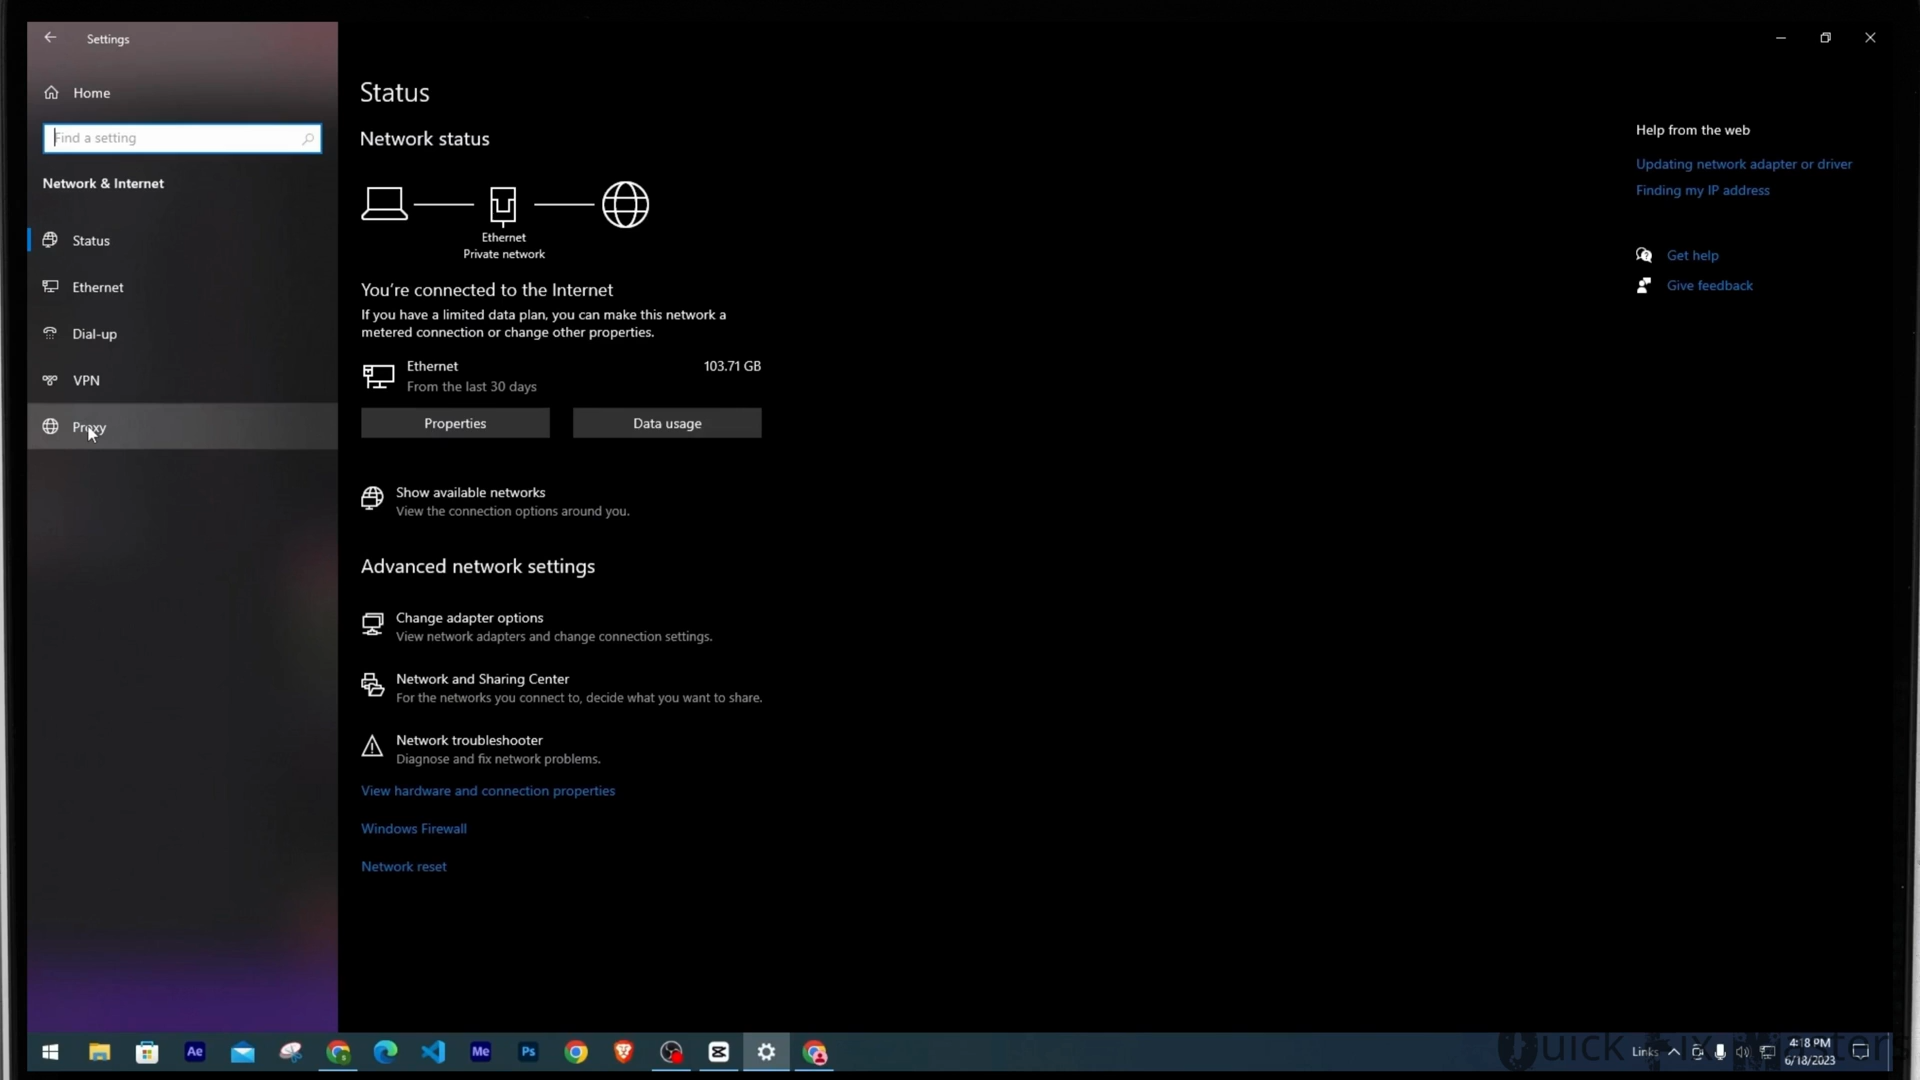 Settings
Home
Find a setting
Network & Internet
Status
Ethernet
Dial-up
VPN
Proxy
Status
Network status
Ethernet
Private network
You're connected to the Internet
If you have a limited data plan, you can make this network a
metered connection or change other properties.
Ethernet
103.71 GB
From the last 30 days
Properties
Data usage
Show available networks
View the connection options around you.
Advanced network settings
Change adapter options
View network adapters and change connection settings.
Network and Sharing Center
For the networks you connect to, decide what you want to share.
Network troubleshooter
Diagnose and fix network problems.
View hardware and connection properties
Windows Firewall
Network reset
Help from the web
Updating network adapter or driver
Finding my IP address
Get help
Give feedback
Ae
Me
Ps
Links
4:18 PM
6/18/2023